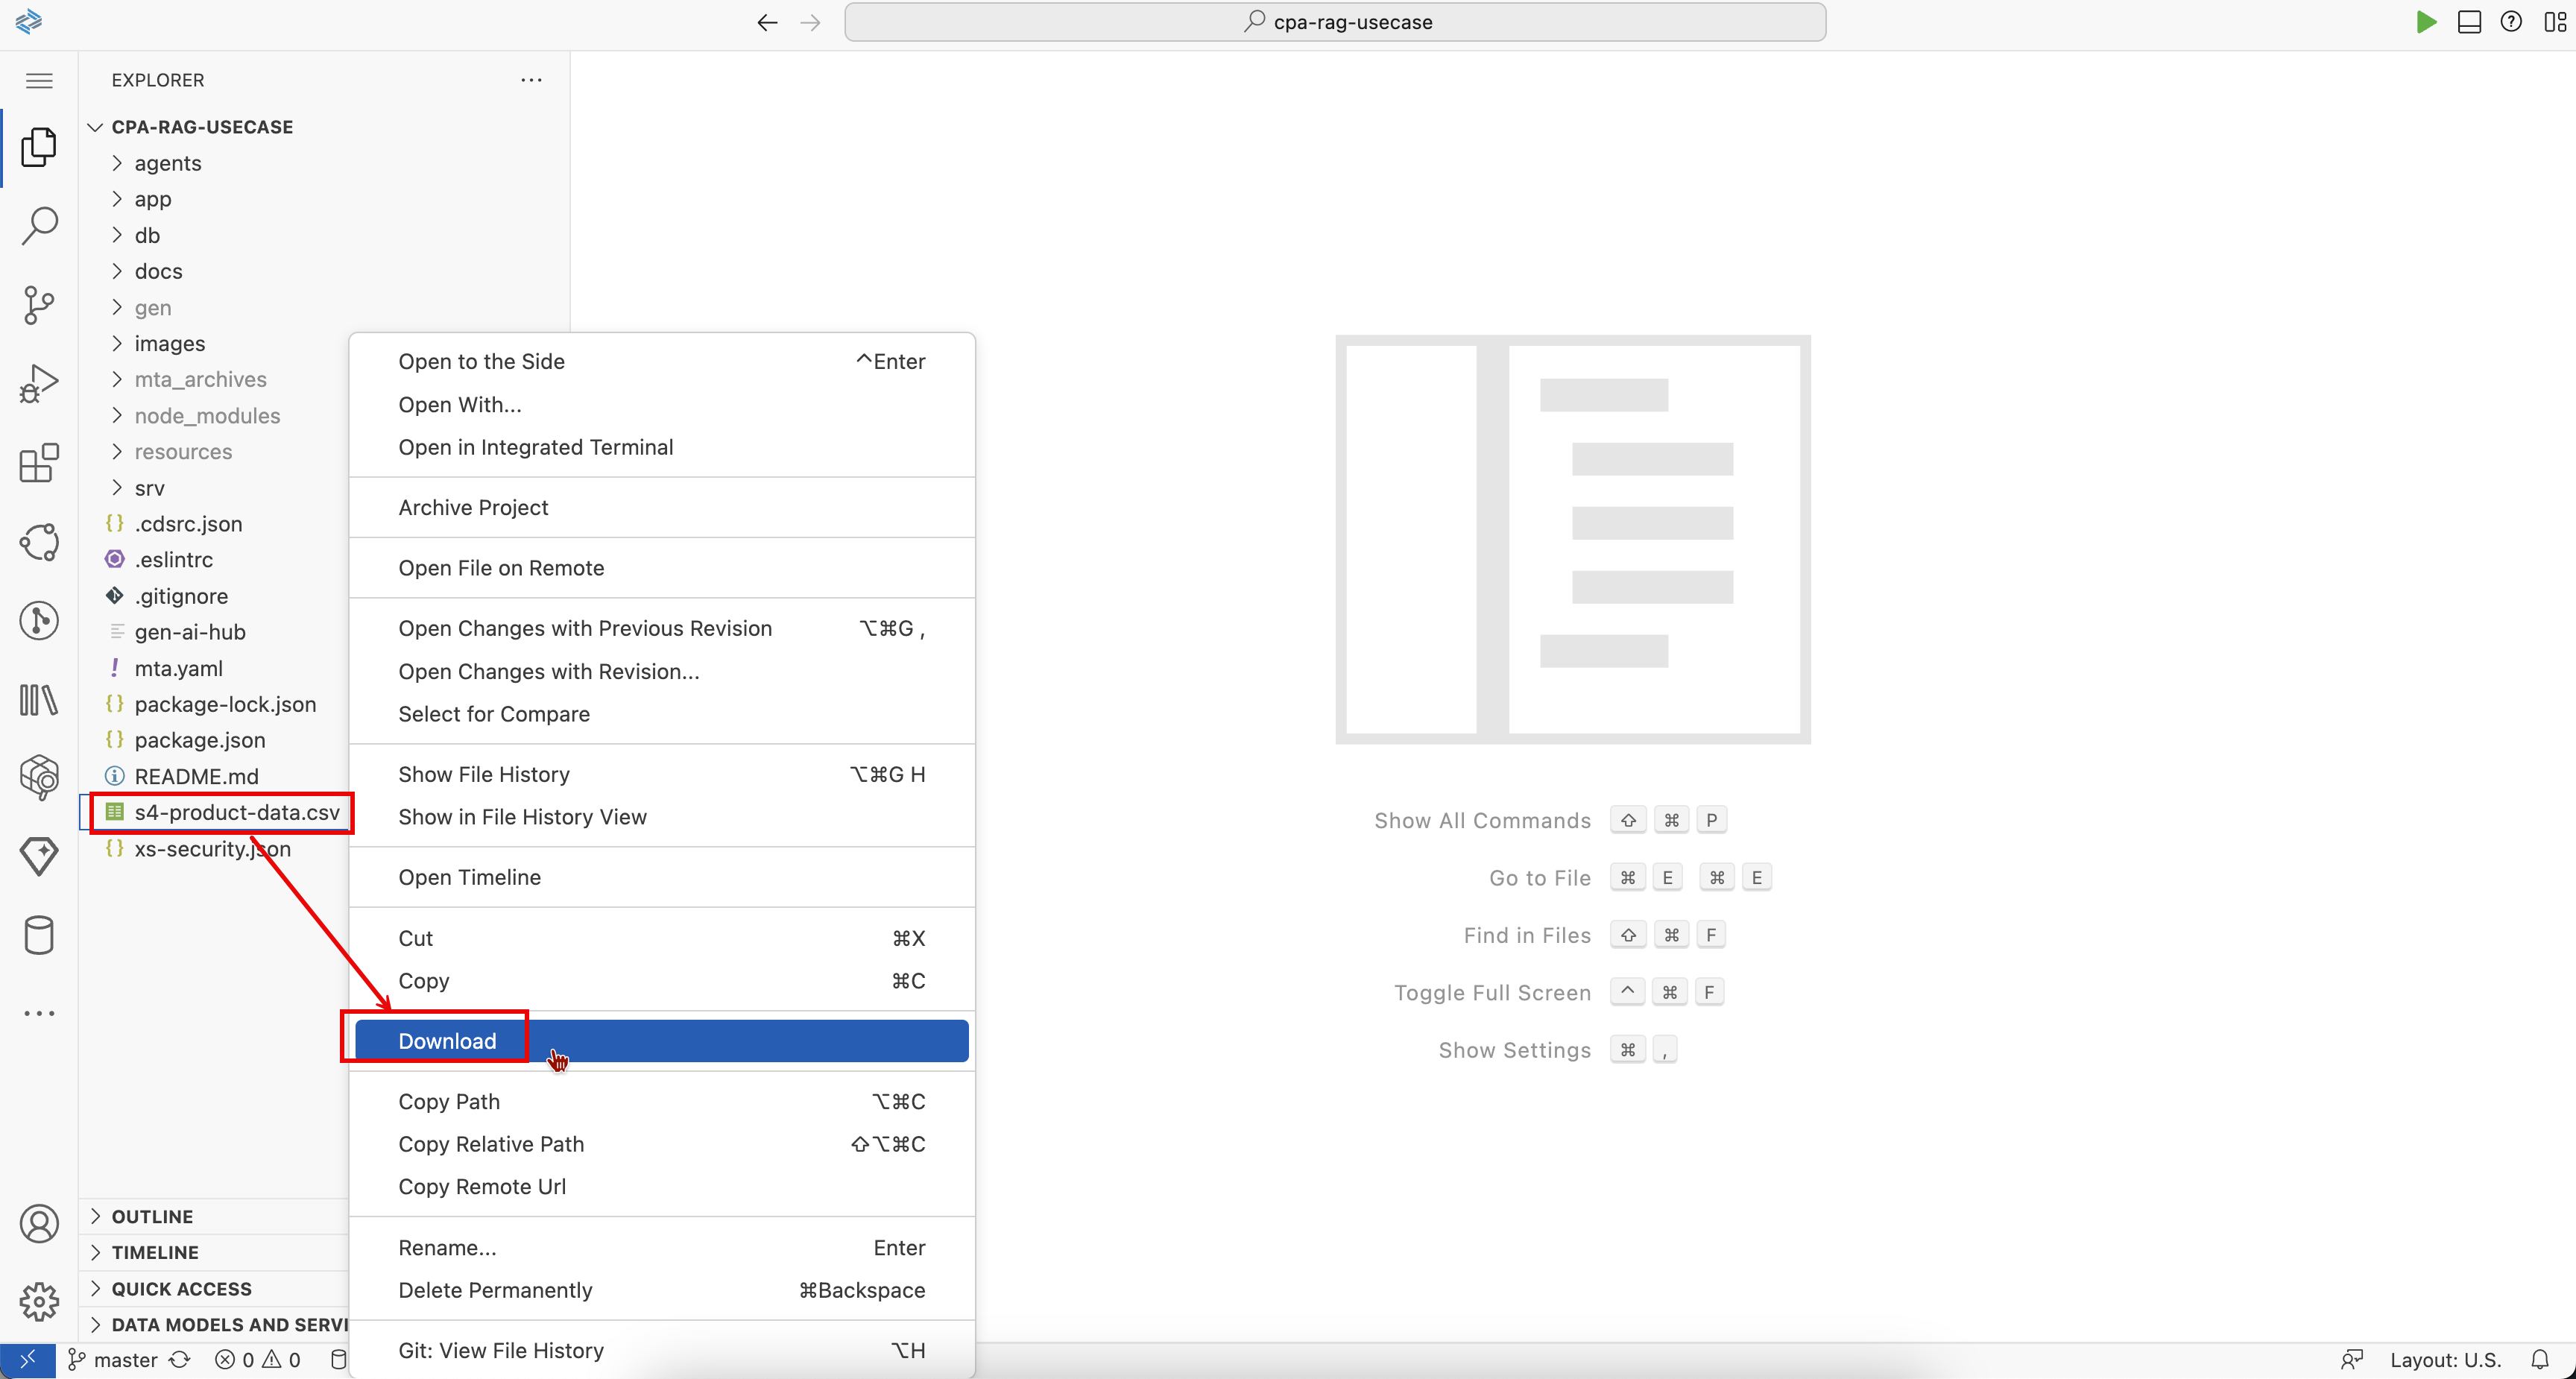 cpa-rag-usecase
EXPLORER
CPA-RAG-USECASE
agents
app
db
docs
gen
images
mta_archives
node_modules
resources
srv
.cdsrc.json
.eslintrc
.gitignore
gen-ai-hub
mta.yaml
package-lock.json
package.json
README.md
s4-product-data.csv
xs-security.json
OUTLINE
TIMELINE
QUICK ACCESS
DATA MODELS AND SERVI
Open to the Side ^Enter
Open With...
Open in Integrated Terminal
Archive Project
Open File on Remote
Open Changes with Previous Revision ⌥⌘G ,
Open Changes with Revision...
Select for Compare
Show File History ⌥⌘G H
Show in File History View
Open Timeline
Cut ⌘X
Copy ⌘C
Download
Copy Path ⌥⌘C
Copy Relative Path ⇧⌥⌘C
Copy Remote Url
Rename... Enter
Delete Permanently ⌘Backspace
Git: View File History ⌥H
Show All Commands ⇧ ⌘ P
Go to File ⌘ E ⌘ E
Find in Files ⇧ ⌘ F
Toggle Full Screen ^ ⌘ F
Show Settings ⌘ ,
master 0 0
Layout: U.S.